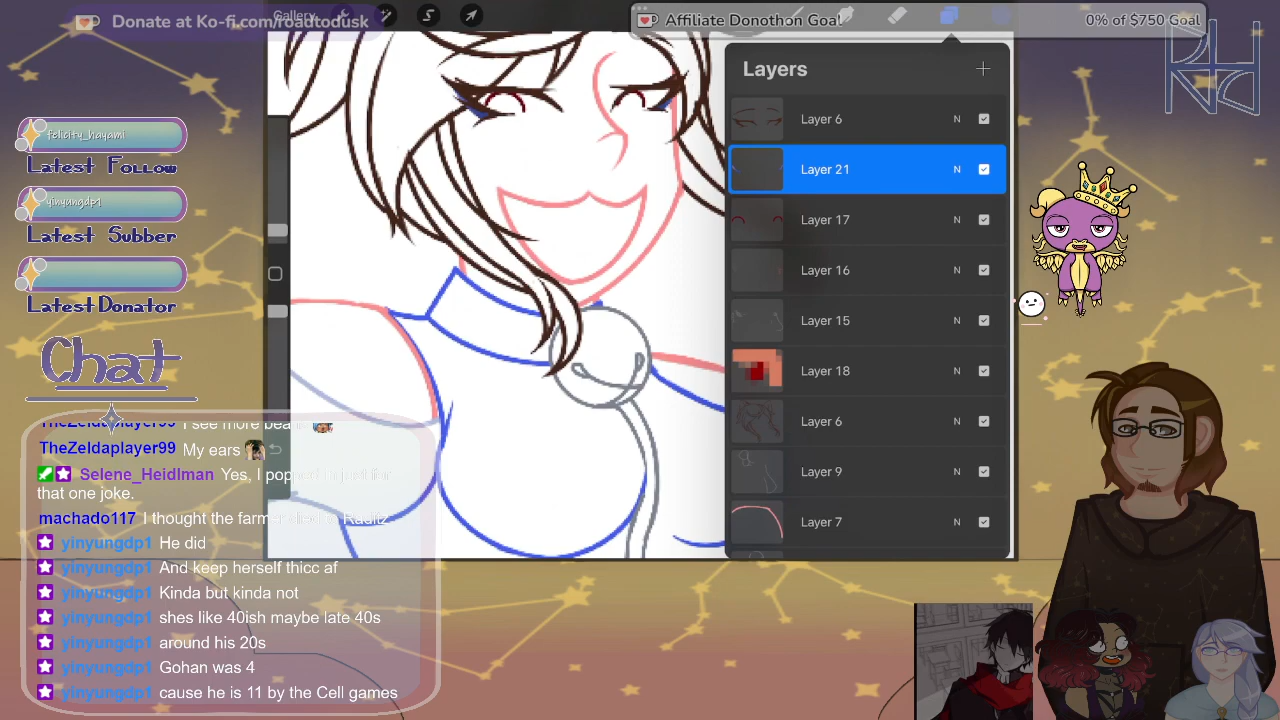 Donate at Ko-fi.com/roadtodusk
Gallery
Affiliate Donothon Goal
0% of $750 Goal
felicity_hayami
Latest Follow
yinyungdp1
Latest Subber
Latest Donator
Chat
TheZeldaplayer99 I see more
TheZeldaplayer99 My ears
Selene_Heidlman Yes, I popped in just for
that one joke.
machado117 I thought the farmer died to Raditz
yinyungdp1 He did
yinyungdp1 And keep herself thicc af
yinyungdp1 Kinda but kinda not
yinyungdp1 shes like 40ish maybe late 40s
yinyungdp1 around his 20s
yinyungdp1 Gohan was 4
yinyungdp1 cause he is 11 by the Cell games
Layers
Layer 6 N
Layer 21 N
Layer 17 N
Layer 16 N
Layer 15 N
Layer 18 N
Layer 6 N
Layer 9 N
Layer 7 N